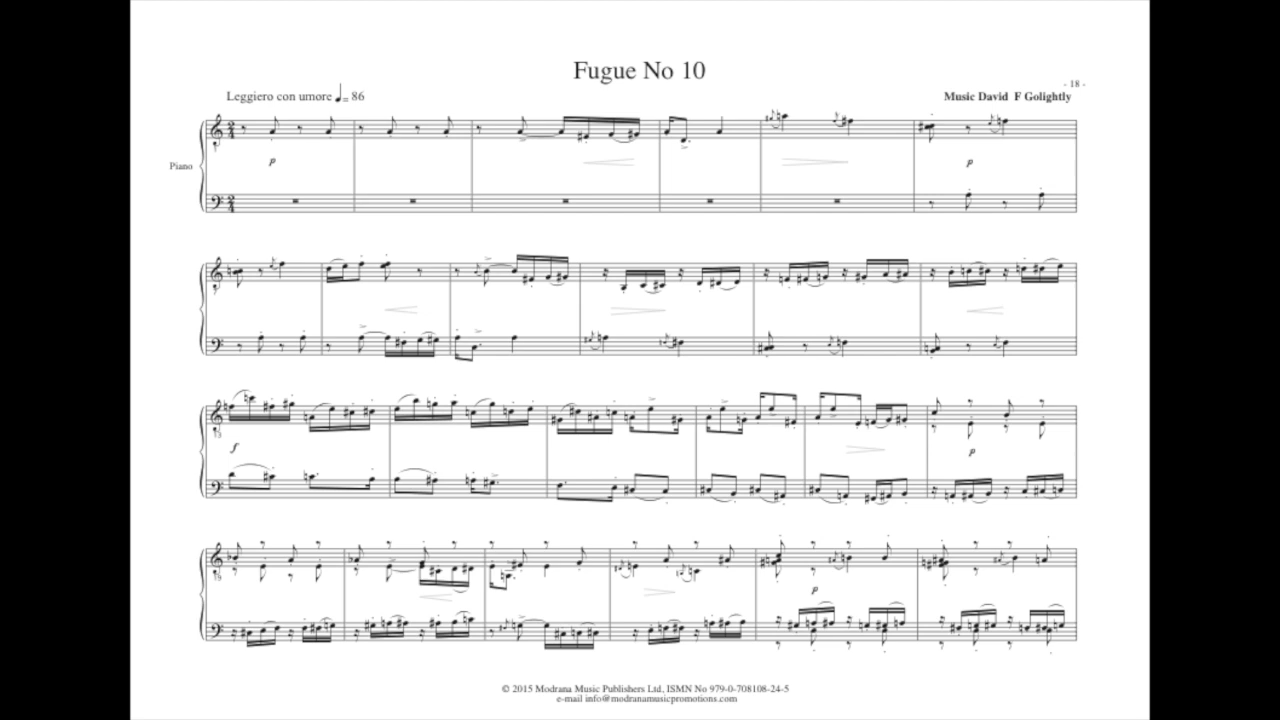 Fugue No 10
- 18 -
Leggiero con umore ♩= 86
Music David F Golightly
Piano
p
p
f
p
p
© 2015 Modrana Music Publishers Ltd, ISMN No 979-0-708108-24-5
e-mail info@modranamusicpromotions.com